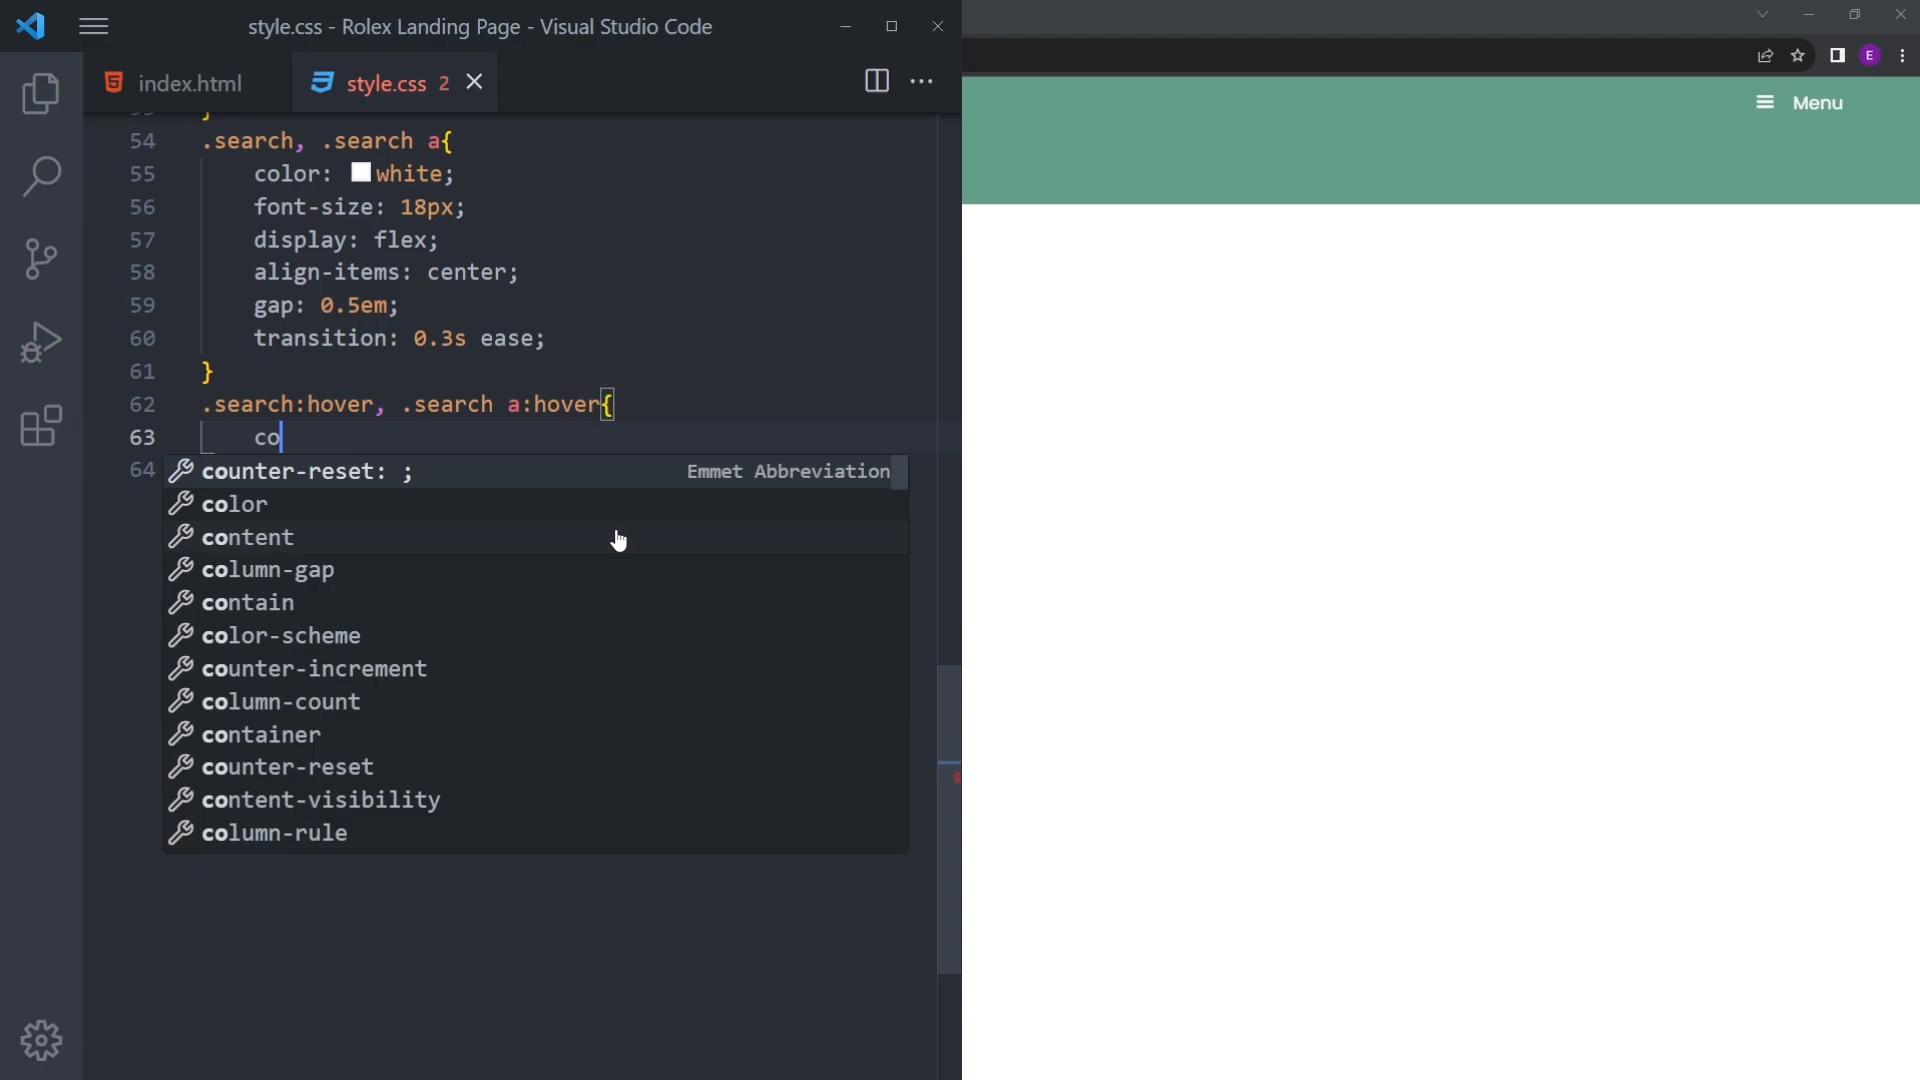 style.css - Rolex Landing Page - Visual Studio Code
index.html
style.css 2
E
Menu
54 .search, .search a{
55 color: white;
56 font-size: 18px;
57 display: flex;
58 align-items: center;
59 gap: 0.5em;
60 transition: 0.3s ease;
61 }
62 .search:hover, .search a:hover{
63 co
64
counter-reset: ; Emmet Abbreviation
color
content
column-gap
contain
color-scheme
counter-increment
column-count
container
counter-reset
content-visibility
column-rule